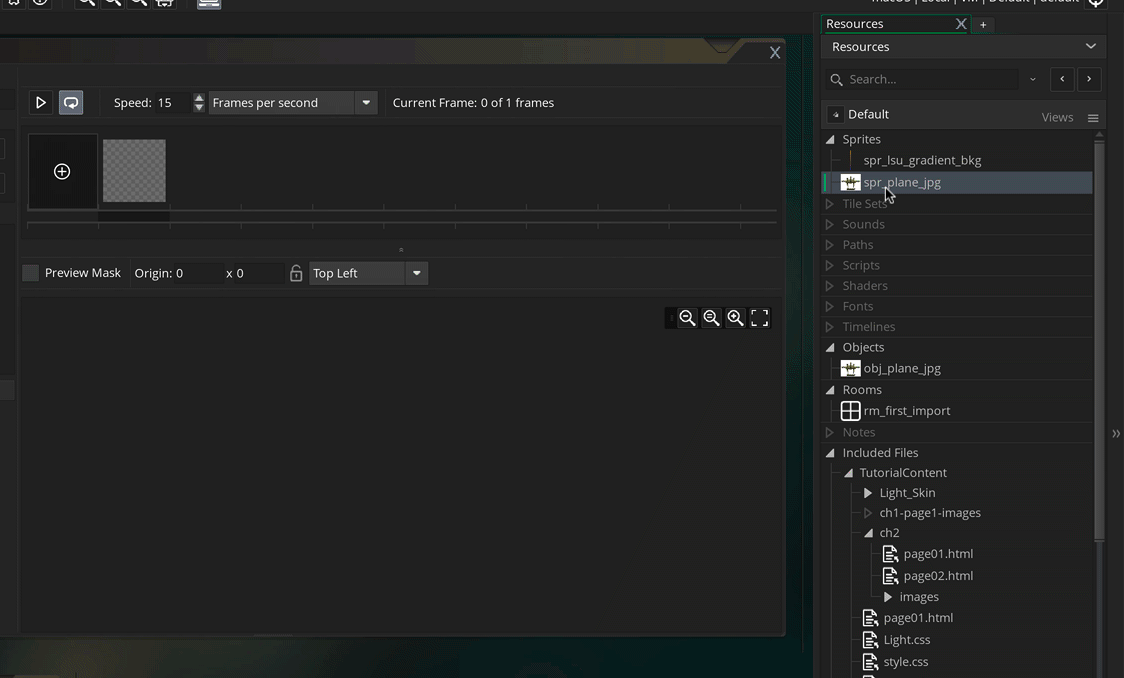 macOS | Local | VM | Default | default
Resources
+
Resources
Search...
Speed: 15 Frames per second Current Frame: 0 of 1 frames
Default
Views
Sprites
spr_lsu_gradient_bkg
spr_plane_jpg
Tile Sets
Sounds
Paths
Scripts
Preview Mask Origin: 0 x 0 Top Left
Shaders
Fonts
Timelines
Objects
obj_plane_jpg
Rooms
rm_first_import
Notes
Included Files
TutorialContent
Light_Skin
ch1-page1-images
ch2
page01.html
page02.html
images
page01.html
Light.css
style.css